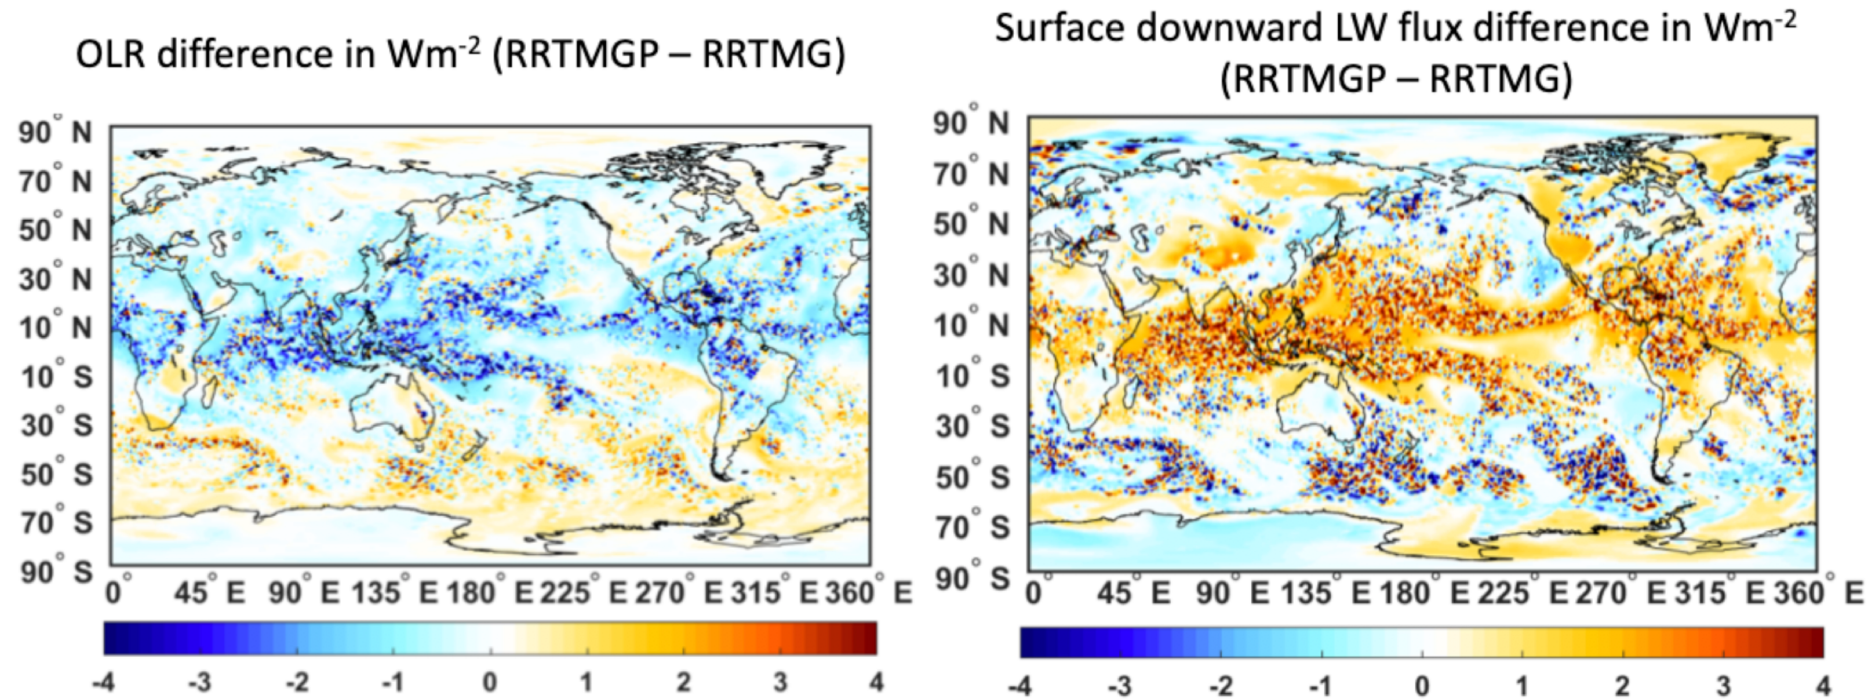 OLR difference in Wm-2 (RRTMGP – RRTMG)
90° N
70° N
50° N
30° N
10° N
10° S
30° S
50° S
70° S
90° S
0° 45° E 90° E 135° E 180° E 225° E 270° E 315° E 360° E
-4 -3 -2 -1 0 1 2 3 4
Surface downward LW flux difference in Wm-2
(RRTMGP – RRTMG)
90° N
70° N
50° N
30° N
10° N
10° S
30° S
50° S
70° S
90° S
0° 45° E 90° E 135° E 180° E 225° E 270° E 315° E 360° E
-4 -3 -2 -1 0 1 2 3 4